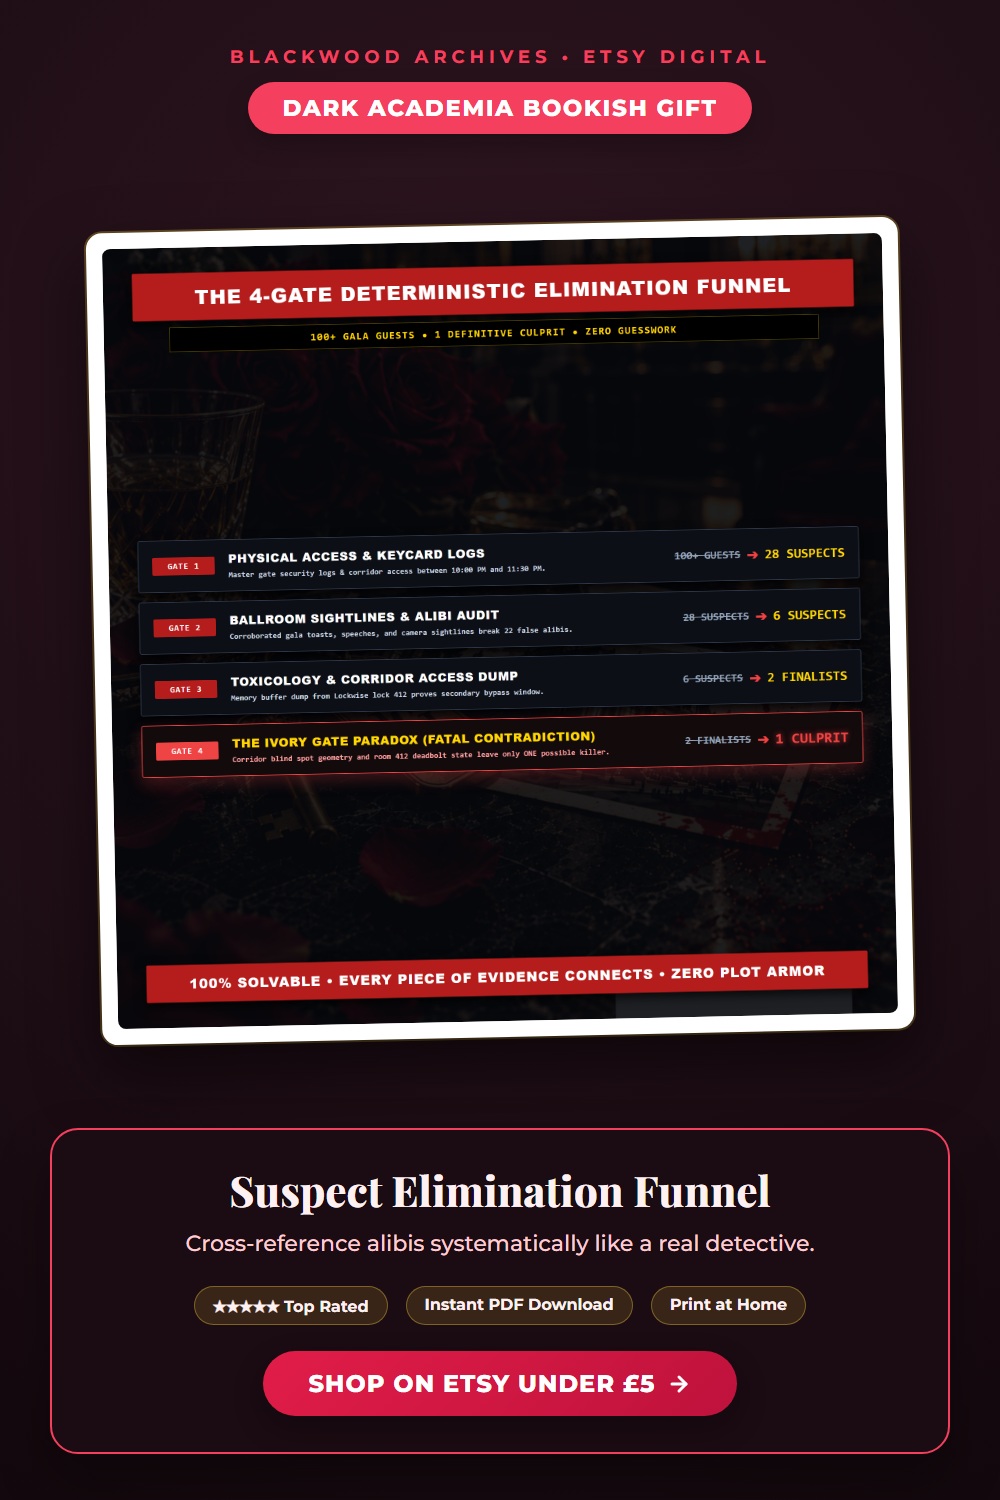 BLACKWOOD ARCHIVES • ETSY DIGITAL
DARK ACADEMIA BOOKISH GIFT
THE 4-GATE DETERMINISTIC ELIMINATION FUNNEL
100+ GALA GUESTS • 1 DEFINITIVE CULPRIT • ZERO GUESSWORK
GATE 1
PHYSICAL ACCESS & KEYCARD LOGS
Master gate security logs & corridor access between 10:00 PM and 11:30 PM.
100+ GUESTS ➔ 28 SUSPECTS
GATE 2
BALLROOM SIGHTLINES & ALIBI AUDIT
Corroborated gala toasts, speeches, and camera sightlines break 22 false alibis.
28 SUSPECTS ➔ 6 SUSPECTS
GATE 3
TOXICOLOGY & CORRIDOR ACCESS DUMP
Memory buffer dump from Lockwise lock 412 proves secondary bypass window.
6 SUSPECTS ➔ 2 FINALISTS
GATE 4
THE IVORY GATE PARADOX (FATAL CONTRADICTION)
Corridor blind spot geometry and room 412 deadbolt state leave only ONE possible killer.
2 FINALISTS ➔ 1 CULPRIT
100% SOLVABLE • EVERY PIECE OF EVIDENCE CONNECTS • ZERO PLOT ARMOR
Suspect Elimination Funnel
Cross-reference alibis systematically like a real detective.
★★★★★ Top Rated
Instant PDF Download
Print at Home
SHOP ON ETSY UNDER £5 →